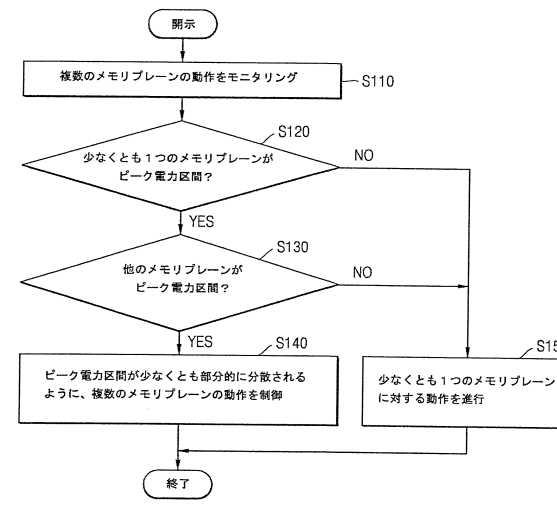 開示
複数のメモリプレーンの動作をモニタリング
S110
S120
少なくとも1つのメモリプレーンが
ピーク電力区間?
NO
YES
S130
他のメモリプレーンが
ピーク電力区間?
NO
YES
S140
ピーク電力区間が少なくとも部分的に分散される
ように、複数のメモリプレーンの動作を制御
S15
少なくとも1つのメモリプレーン
に対する動作を進行
終了